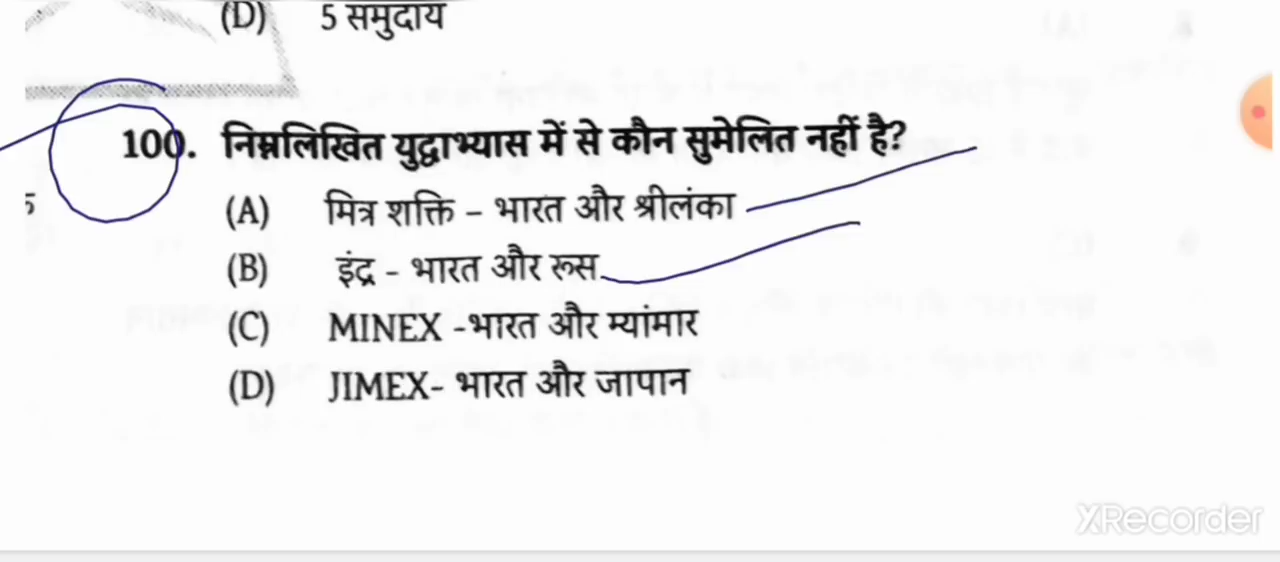 (D) 5 समुदाय
100. निम्नलिखित युद्धाभ्यास में से कौन सुमेलित नहीं है?
(A) मित्र शक्ति – भारत और श्रीलंका
(B) इंद्र - भारत और रूस
(C) MINEX -भारत और म्यांमार
(D) JIMEX- भारत और जापान
XRecorder